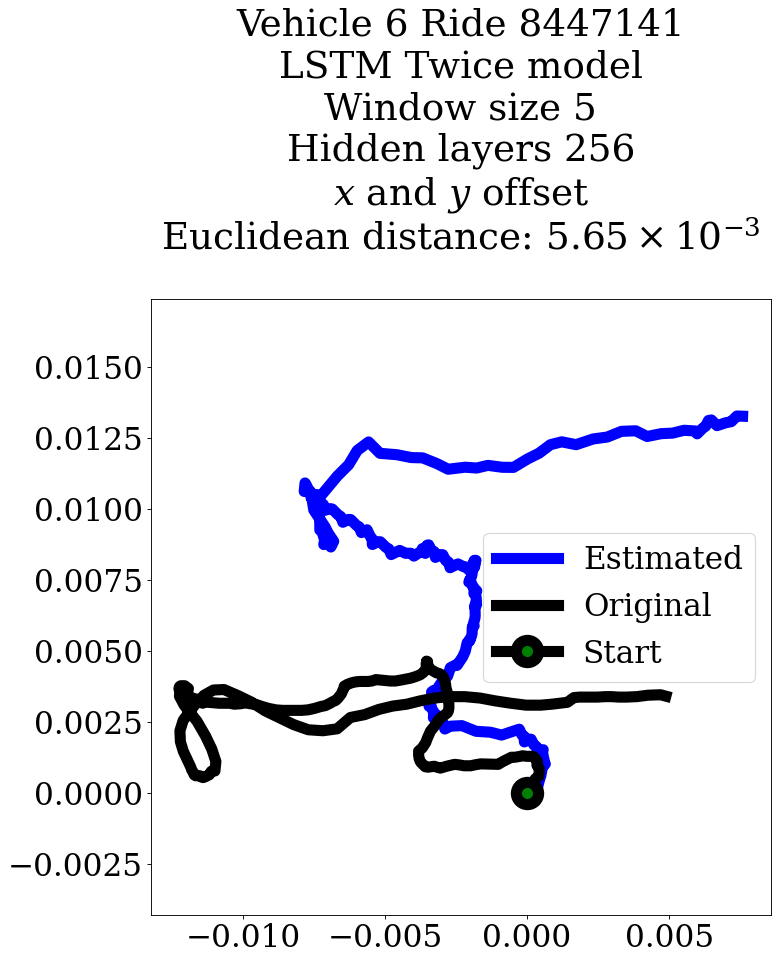 Vehicle 6 Ride 8447141
LSTM Twice model
Window size 5
Hidden layers 256
x and y offset
Euclidean distance: 5.65 × 10⁻³
0.0150
0.0125
0.0100
0.0075
0.0050
0.0025
0.0000
−0.0025
Estimated
Original
Start
−0.010 −0.005 0.000 0.005